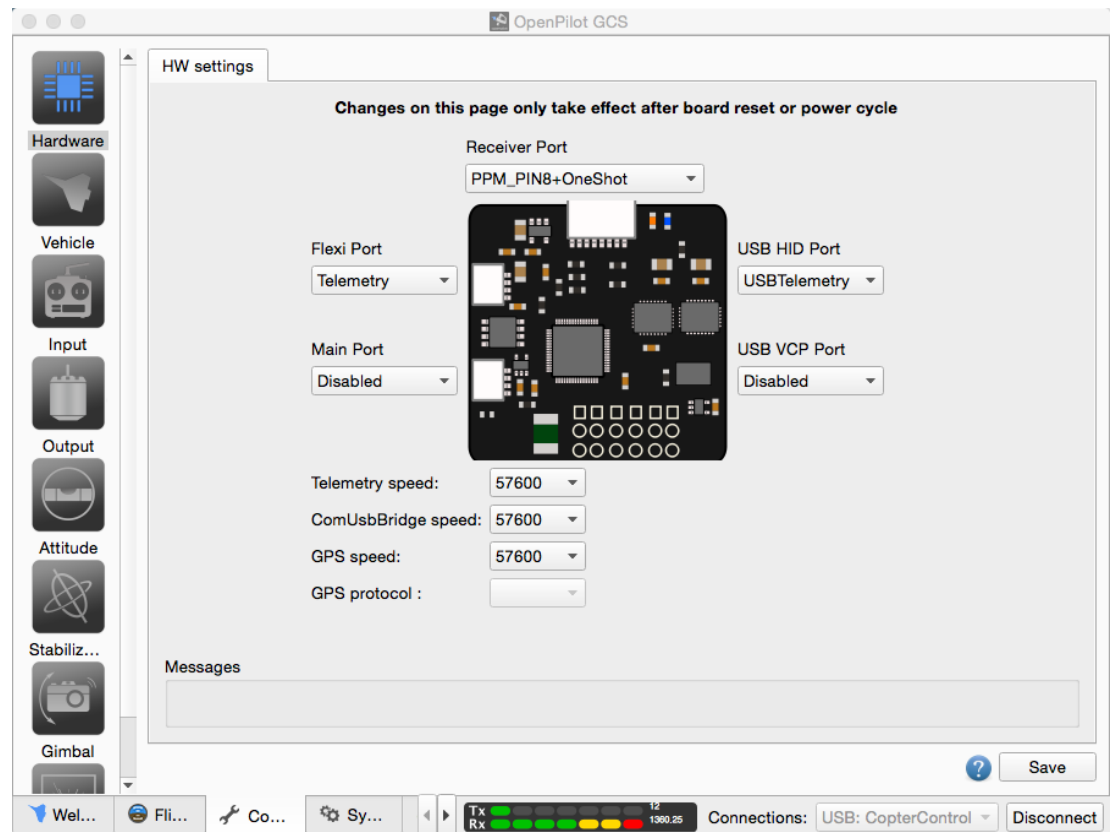 OpenPilot GCS
HW settings
Changes on this page only take effect after board reset or power cycle
Hardware
Receiver Port
PPM_PIN8+OneShot
Vehicle
Flexi Port
USB HID Port
Telemetry
USBTelemetry
Input
Main Port
USB VCP Port
Disabled
Disabled
Output
Telemetry speed:
57600
ComUsbBridge speed:
57600
Attitude
GPS speed:
57600
GPS protocol :
Stabiliz...
Messages
Gimbal
? Save
Wel...
Fli...
Co...
Sy...
Tx 12
Rx 1360.25
Connections: USB: CopterControl
Disconnect